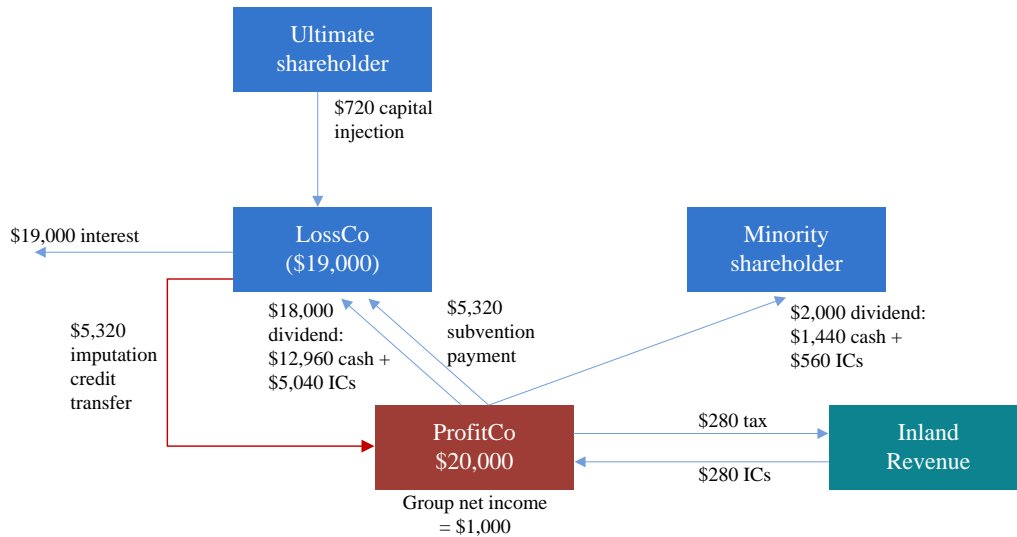 Ultimate
shareholder
$720 capital
injection
$19,000 interest
LossCo
($19,000)
Minority
shareholder
$5,320
imputation
credit
transfer
$18,000
dividend:
$12,960 cash +
$5,040 ICs
$5,320
subvention
payment
$2,000 dividend:
$1,440 cash +
$560 ICs
ProfitCo
$20,000
$280 tax
$280 ICs
Inland
Revenue
Group net income
= $1,000